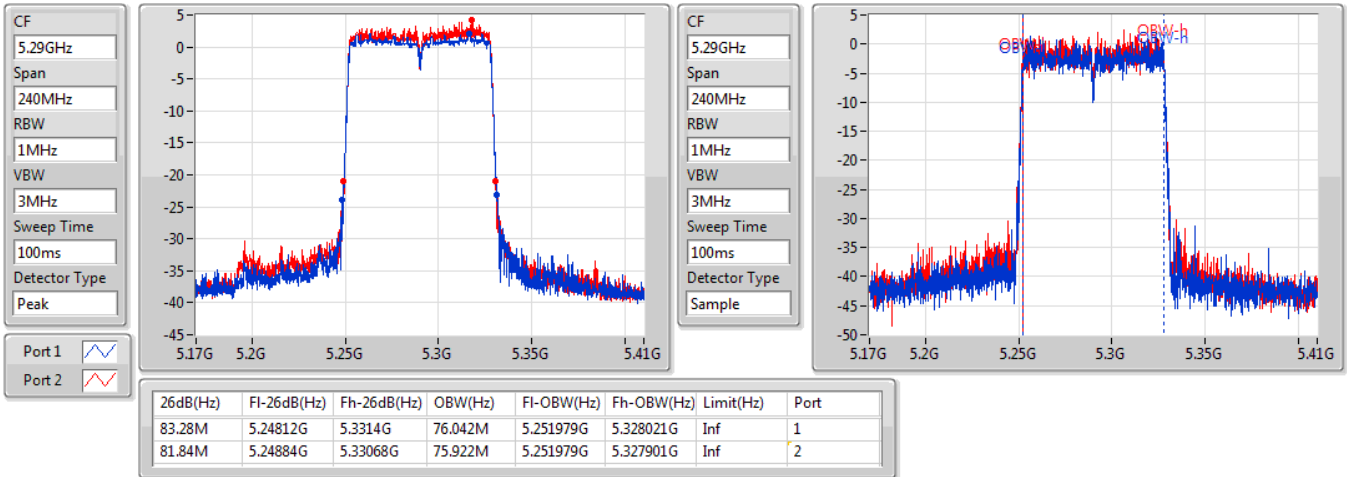 CF
5.29GHz
Span
240MHz
RBW
1MHz
VBW
3MHz
Sweep Time
100ms
Detector Type
Peak
5
0
-5
-10
-15
-20
-25
-30
-35
-40
-45
5.17G 5.2G 5.25G 5.3G 5.35G 5.41G
CF
5.29GHz
Span
240MHz
RBW
1MHz
VBW
3MHz
Sweep Time
100ms
Detector Type
Sample
5
0
-5
-10
-15
-20
-25
-30
-35
-40
-45
-50
OBW-h
OBW-h
5.17G 5.2G 5.25G 5.3G 5.35G 5.41G
Port 1
Port 2
26dB(Hz) Fl-26dB(Hz) Fh-26dB(Hz) OBW(Hz) Fl-OBW(Hz) Fh-OBW(Hz) Limit(Hz) Port
83.28M 5.24812G 5.3314G 76.042M 5.251979G 5.328021G Inf 1
81.84M 5.24884G 5.33068G 75.922M 5.251979G 5.327901G Inf 2